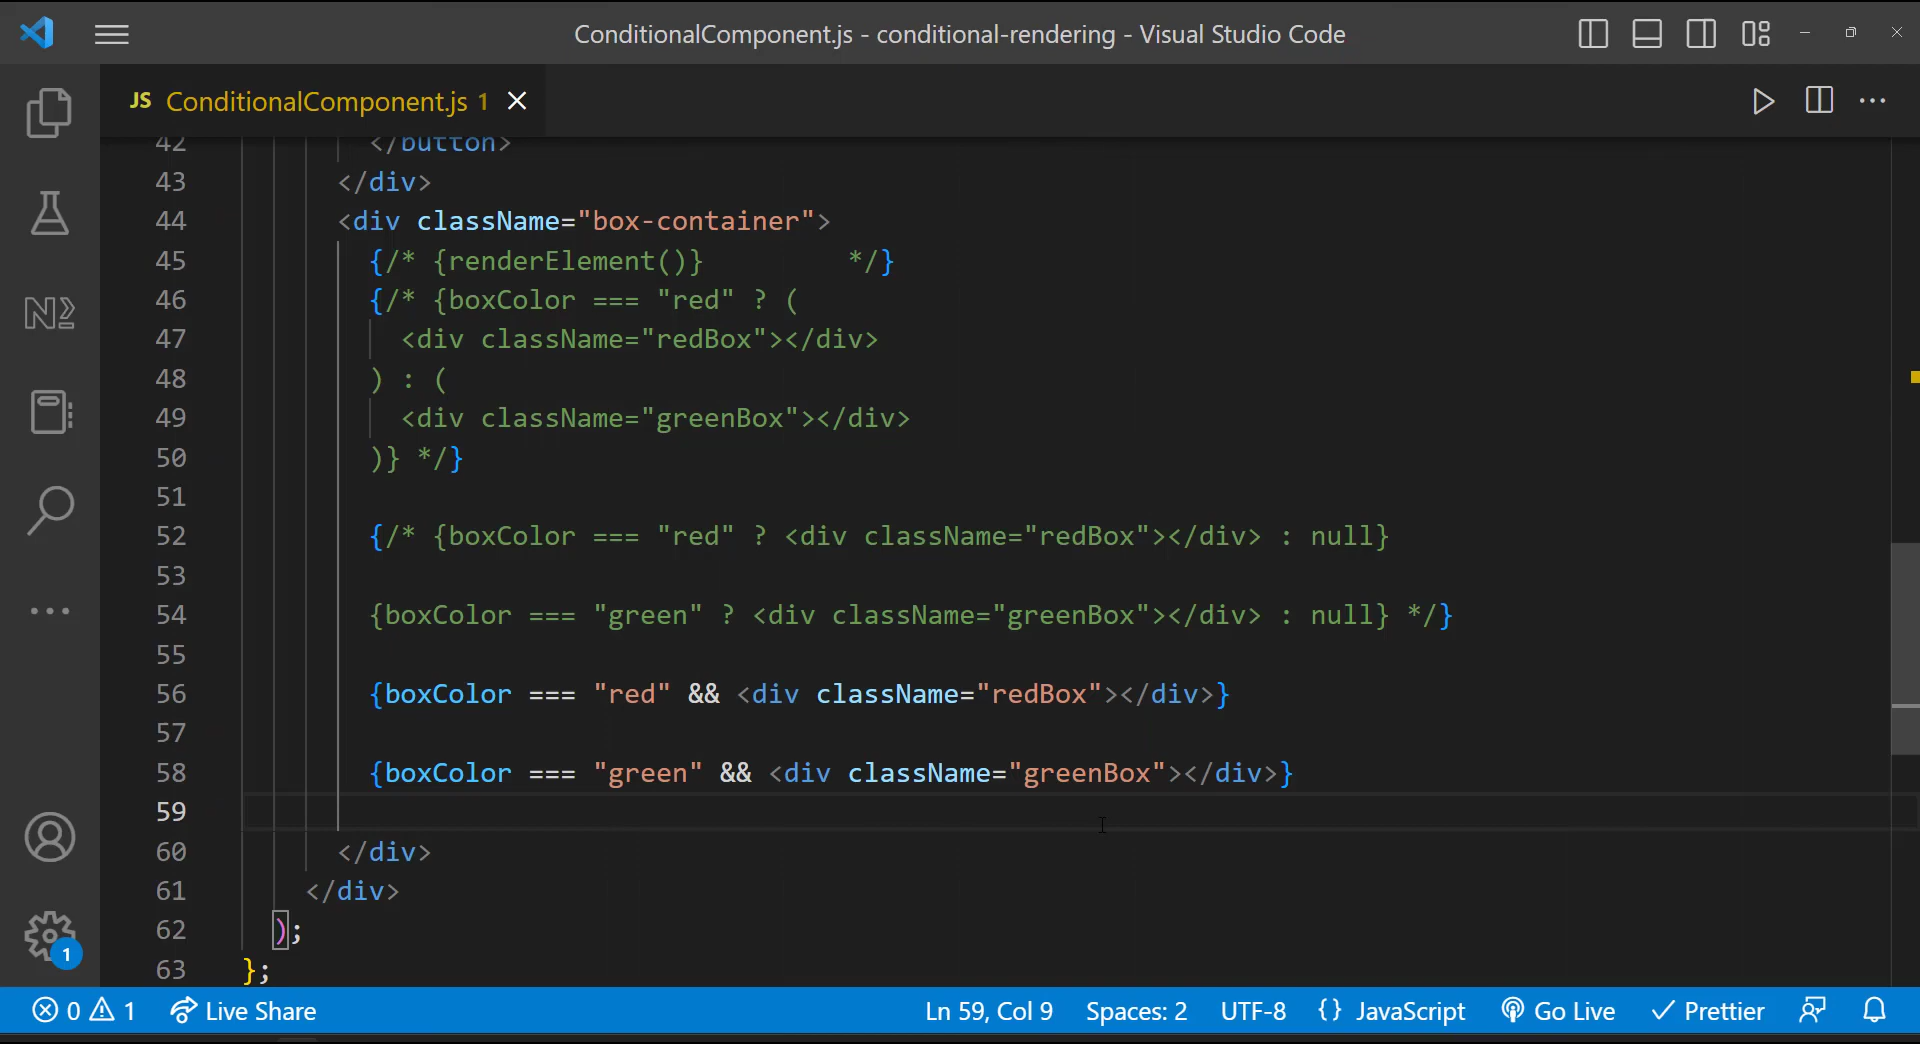 ConditionalComponent.js - conditional-rendering - Visual Studio Code
JS ConditionalComponent.js 1
42 </button>
43 </div>
44 <div className="box-container">
45 {/* {renderElement()} */}
46 {/* {boxColor === "red" ? (
47 <div className="redBox"></div>
48 ) : (
49 <div className="greenBox"></div>
50 )} */}
51
52 {/* {boxColor === "red" ? <div className="redBox"></div> : null}
53
54 {boxColor === "green" ? <div className="greenBox"></div> : null} */}
55
56 {boxColor === "red" && <div className="redBox"></div>}
57
58 {boxColor === "green" && <div className="greenBox"></div>}
59
60 </div>
61 </div>
62 );
63 };
1
0 1 Live Share Ln 59, Col 9 Spaces: 2 UTF-8 {} JavaScript Go Live Prettier